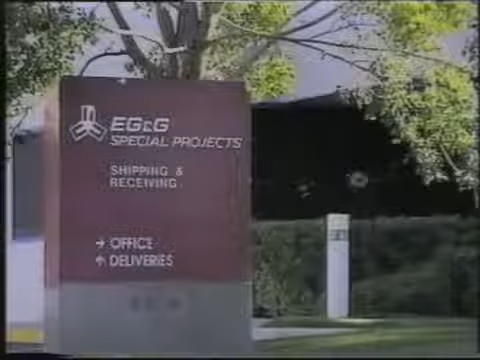 EG&G
SPECIAL PROJECTS
SHIPPING &
RECEIVING
→ OFFICE
↑ DELIVERIES